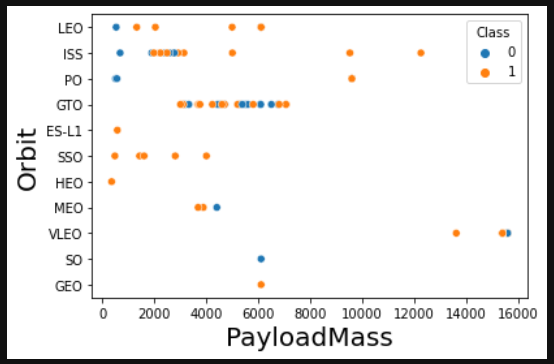 LEO
ISS
PO
GTO
ES-L1
SSO
HEO
MEO
VLEO
SO
GEO
Orbit
Class
0
1
0 2000 4000 6000 8000 10000 12000 14000 16000
PayloadMass